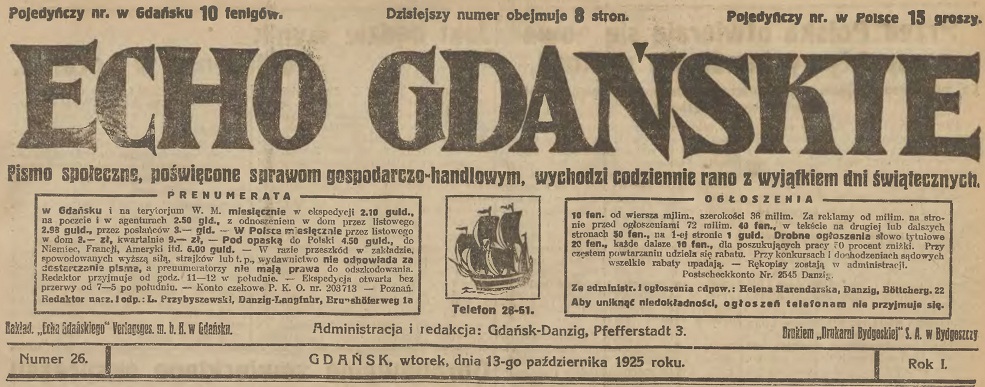 Pojedyńczy nr. w Gdańsku 10 fenigów.
Dzisiejszy numer obejmuje 8 stron.
Pojedyńczy nr. w Polsce 15 groszy.
ECHO GDAŃSKIE
Pismo społeczne, poświęcone sprawom gospodarczo-handlowym, wychodzi codziennie rano z wyjątkiem dni świątecznych.
PRENUMERATA
w Gdańsku i na terytorjum W. M. miesięcznie w ekspedycji 2.10 guld.,
na poczcie i w agenturach 2.50 gld., z odnoszeniem w dom przez listowego
2.98 guld., przez posłańców 3.— gld. — W Polsce miesięcznie przez listowego
w dom 3.— zł, kwartalnie 9.— zł, — Pod opaską do Polski 4.50 guld., do
Niemiec, Francji, Ameryki itd. 6.00 guld. — W razie przeszkód w zakładzie,
spowodowanych wyższą siłą, strajków lub t. p., wydawnictwo nie odpowiada za
dostarczenie pisma, a prenumeratorzy nie mają prawa do odszkodowania.
Redaktor przyjmuje od godz. 11—12 w południe. — Ekspedycja otwarta bez
przerwy od 7—5 po południu. — Konto czekowe P. K. O. nr. 203713 — Poznań.
Redaktor nacz. i odp.: L. Przybyszewski, Danzig-Langfuhr, Brunshöferweg 1a
Telefon 28-51.
OGŁOSZENIA
10 fen. od wiersza milim., szerokości 36 milim. Za reklamy od milim. na stro-
nie przed ogłoszeniami 72 milim. 40 fen., w tekście na drugiej lub dalszych
stronach 50 fen., na 1-ej stronie 1 guld. Drobne ogłoszenia słowo tytułowe
20 fen., każde dalsze 10 fen., dla poszukujących pracy procent zniżki. Przy
częstem powtarzaniu udziela się rabatu. Przy konkursach i dochodzeniach sądowych
wszelkie rabaty upadają. — Rękopisy zostają w administracji.
Postscheckkonto Nr. 2545 Danzig.
Za administr. i ogłoszenia odpow.: Helena Harendarska, Danzig, Böttcherg. 22
Aby uniknąć niedokładności, ogłoszeń telefonam nie przyjmuje się.
Nakład. „Echa Gdańskiego" Verlagsges. m. b. H. w Gdańsku.
Administracja i redakcja: Gdańsk-Danzig, Pfefferstadt 3.
Drukiem „Drukarni Bydgoskiej" S. A. w Bydgoszczy
Numer 26.
GDAŃSK, wtorek, dnia 13-go października 1925 roku.
Rok I.